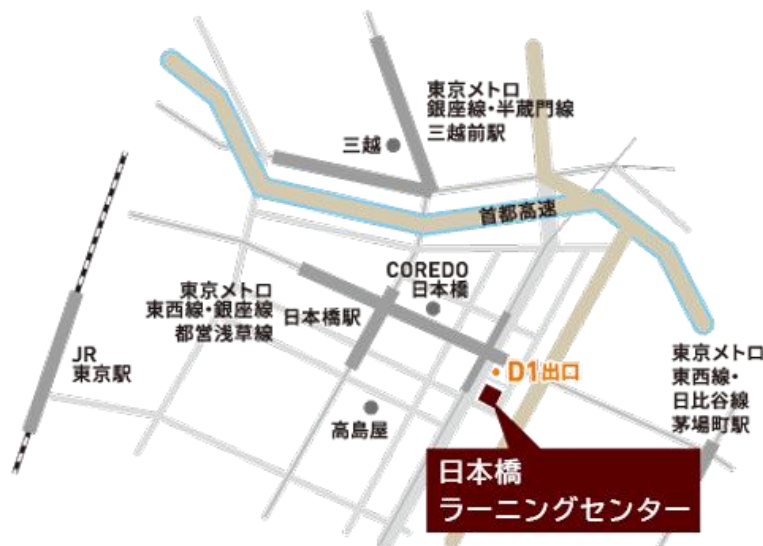 東京メトロ
銀座線・半蔵門線
三越前駅
三越
首都高速
COREDO
日本橋
東京メトロ
東西線・銀座線
都営浅草線
日本橋駅
JR
東京駅
D1出口
高島屋
東京メトロ
東西線・
日比谷線
茅場町駅
日本橋
ラーニングセンター